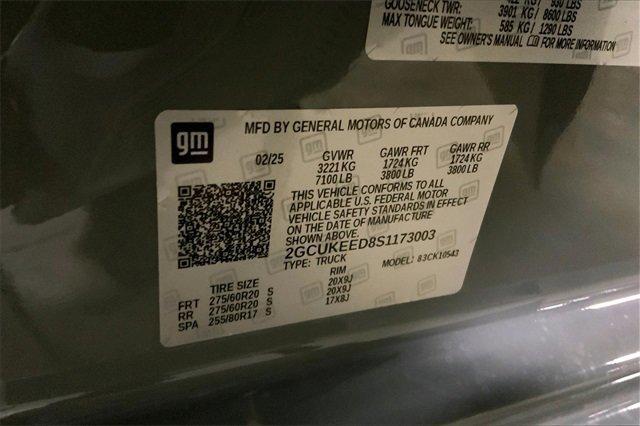 GOOSENECK TWR: 3901 KG / 8600 LBS
MAX TONGUE WEIGHT: 585 KG / 1290 LBS
SEE OWNER'S MANUAL FOR MORE INFORMATION
gm
MFD BY GENERAL MOTORS OF CANADA COMPANY
02/25 GVWR GAWR FRT GAWR RR
3221 KG 1724 KG 1724 KG
7100 LB 3800 LB 3800 LB
THIS VEHICLE CONFORMS TO ALL
APPLICABLE U.S. FEDERAL MOTOR
VEHICLE SAFETY STANDARDS IN EFFECT
ON THE DATE OF MANUFACTURE
2GCUKEED8S1173003
TYPE: TRUCK MODEL: 83CK10543
TIRE SIZE RIM
FRT 275/60R20 S 20X9J
RR 275/60R20 S 20X9J
SPA 255/80R17 S 17X8J